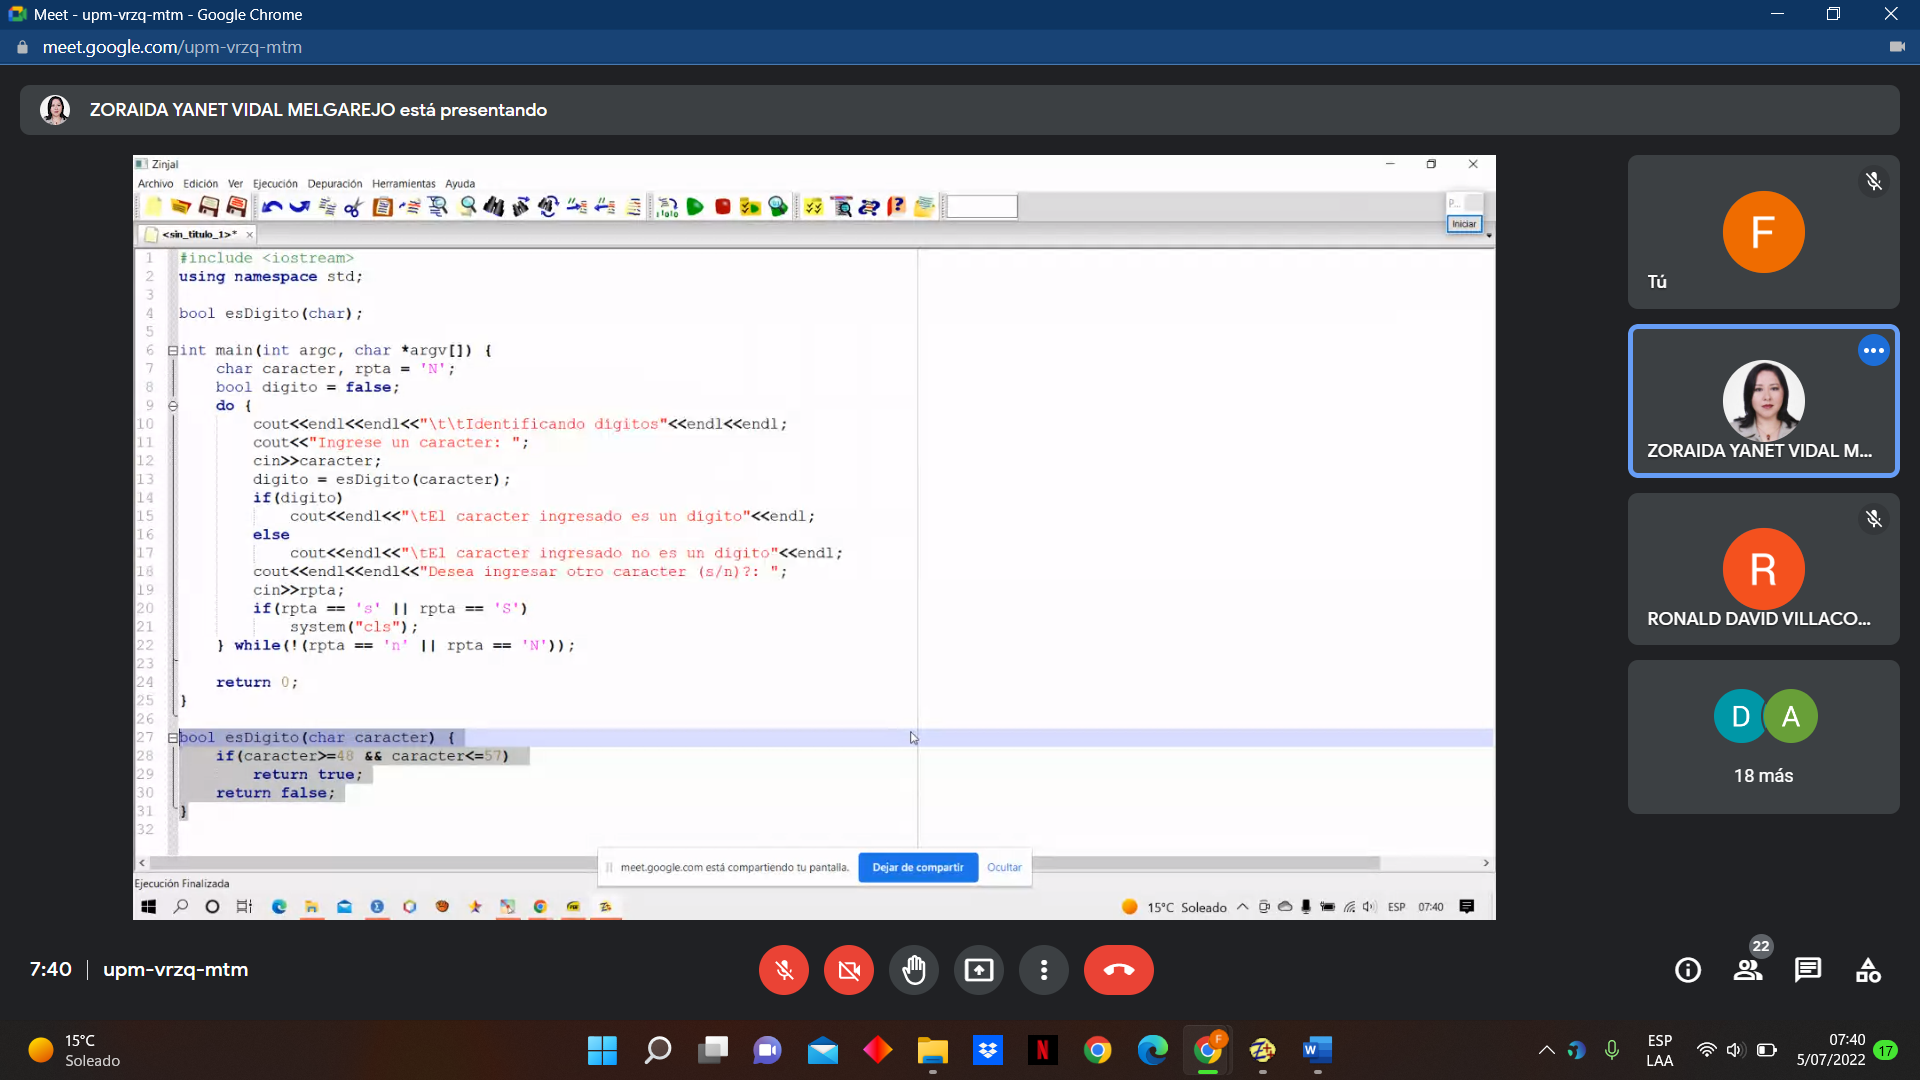 Meet - upm-vrzq-mtm - Google Chrome
meet.google.com/upm-vrzq-mtm
ZORAIDA YANET VIDAL MELGAREJO está presentando
Zinjal
Archivo Edición Ver Ejecución Depuración Herramientas Ayuda
P...
Iniciar
<sin_titulo_1>*
1 #include <iostream>
2 using namespace std;
3
4 bool esDigito(char);
5
6 int main(int argc, char *argv[]) {
7 char caracter, rpta = 'N';
8 bool digito = false;
9 do {
10 cout<<endl<<endl<<"\t\tIdentificando dígitos"<<endl<<endl;
11 cout<<"Ingrese un caracter: ";
12 cin>>caracter;
13 digito = esDigito(caracter);
14 if(digito)
15 cout<<endl<<"\tEl caracter ingresado es un dígito"<<endl;
16 else
17 cout<<endl<<"\tEl caracter ingresado no es un dígito"<<endl;
18 cout<<endl<<endl<<"Desea ingresar otro caracter (s/n)?: ";
19 cin>>rpta;
20 if(rpta == 's' || rpta == 'S')
21 system("cls");
22 } while(!(rpta == 'n' || rpta == 'N'));
23
24 return 0;
25 }
26
27 bool esDigito(char caracter) {
28 if(caracter>=48 && caracter<=57)
29 return true;
30 return false;
31 }
32
meet.google.com está compartiendo tu pantalla. Dejar de compartir Ocultar
Ejecución Finalizada
15°C Soleado ESP 07:40
F
Tú
ZORAIDA YANET VIDAL M...
R
RONALD DAVID VILLACO...
D A
18 más
7:40 upm-vrzq-mtm
22
15°C
Soleado
F
ESP
LAA
07:40
5/07/2022
17